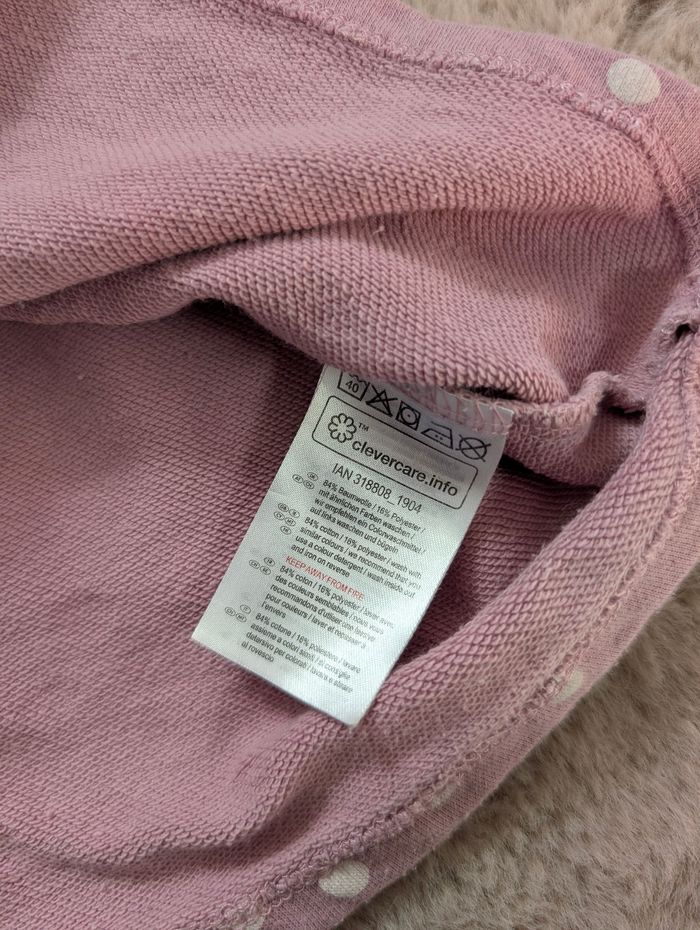 40
™
clevercare.info
IAN 318808_1904
84% Baumwolle / 16% Polyester /
mit ähnlichen Farben waschen /
wir empfehlen ein Colorwaschmittel /
auf links waschen und bügeln
84% cotton / 16% polyester / wash with
similar colours / we recommend that you
use a colour detergent / wash inside out
and iron on reverse
KEEP AWAY FROM FIRE
84% coton / 16% polyester / laver avec
des couleurs semblables / nous vous
recommandons d'utiliser une lessive
pour couleurs / laver et repasser à
l'envers
84% cotone / 16% poliestere / lavare
assieme a colori simili / si consiglia
detersivo per colorati / lavare e stirare
al rovescio